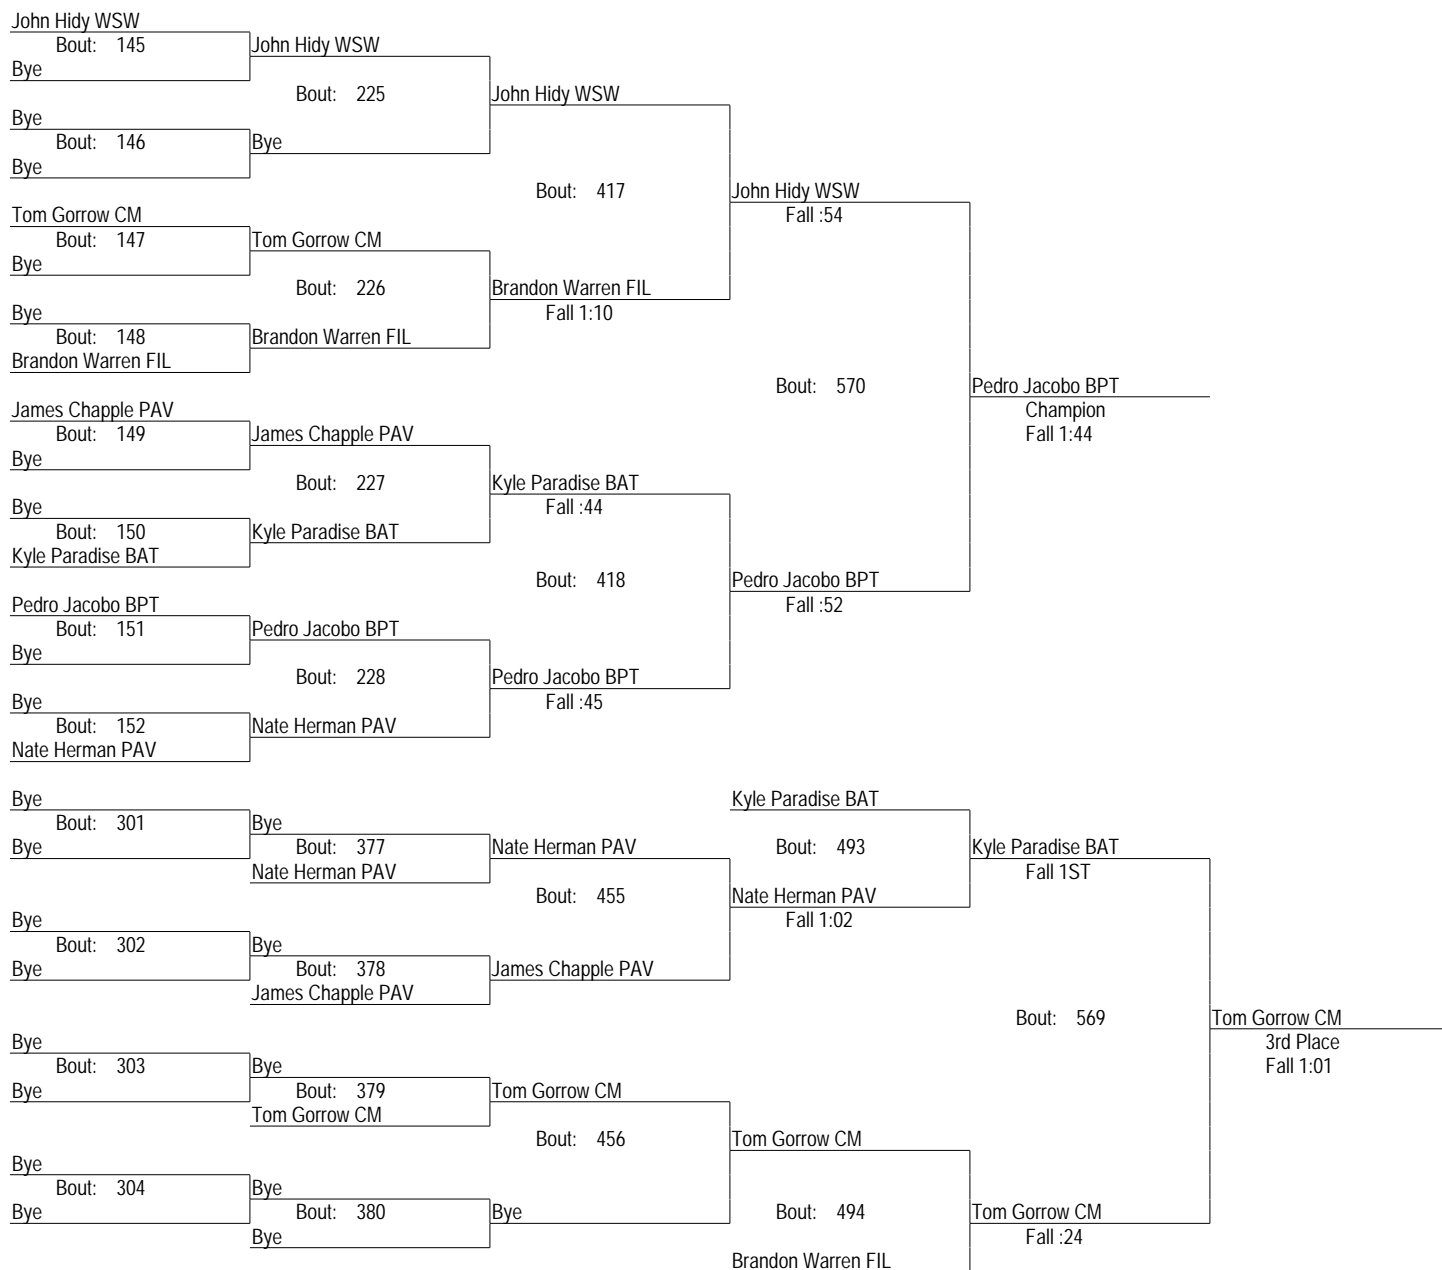 John Hidy WSW
Bout: 145
John Hidy WSW
Bye
Bout: 225
John Hidy WSW
Bye
Bout: 146
Bye
Bye
Bout: 417
John Hidy WSW
Fall :54
Tom Gorrow CM
Bout: 147
Tom Gorrow CM
Bye
Bout: 226
Brandon Warren FIL
Fall 1:10
Bye
Bout: 148
Brandon Warren FIL
Brandon Warren FIL
Bout: 570
Pedro Jacobo BPT
Champion
Fall 1:44
James Chapple PAV
Bout: 149
James Chapple PAV
Bye
Bout: 227
Kyle Paradise BAT
Fall :44
Bye
Bout: 150
Kyle Paradise BAT
Kyle Paradise BAT
Bout: 418
Pedro Jacobo BPT
Fall :52
Pedro Jacobo BPT
Bout: 151
Pedro Jacobo BPT
Bye
Bout: 228
Pedro Jacobo BPT
Fall :45
Bye
Bout: 152
Nate Herman PAV
Nate Herman PAV
Bye
Bout: 301
Bye
Bye
Bout: 377
Nate Herman PAV
Nate Herman PAV
Kyle Paradise BAT
Bout: 493
Kyle Paradise BAT
Fall 1ST
Bout: 455
Nate Herman PAV
Fall 1:02
Bye
Bout: 302
Bye
Bye
Bout: 378
James Chapple PAV
James Chapple PAV
Bout: 569
Tom Gorrow CM
3rd Place
Fall 1:01
Bye
Bout: 303
Bye
Bye
Bout: 379
Tom Gorrow CM
Tom Gorrow CM
Bout: 456
Tom Gorrow CM
Bye
Bout: 304
Bye
Bye
Bout: 380
Bye
Bye
Bout: 494
Tom Gorrow CM
Fall :24
Brandon Warren FIL